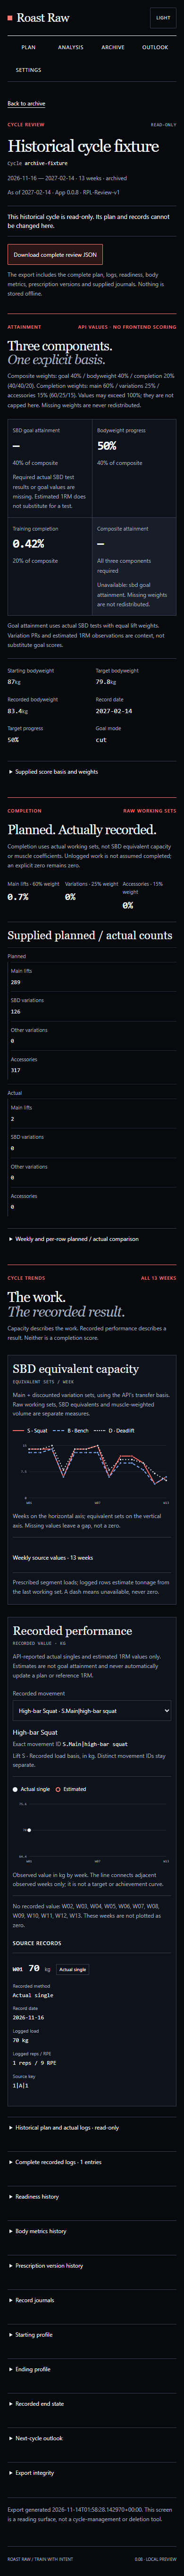 Roast Raw
LIGHT
PLAN
ANALYSIS
ARCHIVE
OUTLOOK
SETTINGS
Back to archive
CYCLE REVIEW
READ-ONLY
Historical cycle fixture
Cycle archive-fixture
2026-11-16 — 2027-02-14 · 13 weeks · archived
As of 2027-02-14 · App 0.0.8 · RPL-Review-v1
This historical cycle is read-only. Its plan and records cannot
be changed here.
Download complete review JSON
The export includes the complete plan, logs, readiness, body
metrics, prescription versions and supplied journals. Nothing is
stored offline.
ATTAINMENT
API VALUES · NO FRONTEND SCORING
Three components.
One explicit basis.
Composite weights: goal 40% / bodyweight 40% / completion 20%
(40/40/20). Completion weights: main 60% / variations 25% /
accessories 15% (60/25/15). Values may exceed 100%; they are not
capped here. Missing weights are never redistributed.
SBD goal attainment
—
40% of composite
Required actual SBD test
results or goal values are
missing. Estimated 1RM does
not substitute for a test.
Bodyweight progress
50%
40% of composite
Training completion
0.42%
20% of composite
Composite attainment
—
All three components
required
Unavailable: sbd goal
attainment. Missing weights
are not redistributed.
Goal attainment uses actual SBD tests with equal lift weights.
Variation PRs and estimated 1RM observations are context, not
substitute goal scores.
Starting bodyweight
87kg
Target bodyweight
79.8kg
Recorded bodyweight
83.4kg
Record date
2027-02-14
Target progress
50%
Goal mode
cut
Supplied score basis and weights
COMPLETION
RAW WORKING SETS
Planned. Actually recorded.
Completion uses actual working sets, not SBD equivalent capacity
or muscle coefficients. Unlogged work is not assumed completed;
an explicit zero remains zero.
Main lifts · 60% weight
0.7%
Variations · 25% weight
0%
Accessories · 15%
weight
0%
Supplied planned / actual counts
Planned
Main lifts
289
SBD variations
126
Other variations
0
Accessories
317
Actual
Main lifts
2
SBD variations
0
Other variations
0
Accessories
0
Weekly and per-row planned / actual comparison
CYCLE TRENDS
ALL 13 WEEKS
The work.
The recorded result.
Capacity describes the work. Recorded performance describes a
result. Neither is a completion score.
SBD equivalent capacity
EQUIVALENT SETS / WEEK
Main + discounted variation sets, using the API's transfer basis.
Raw working sets, SBD equivalents and muscle-weight
volume are separate measures.
S · Squat
B · Bench
D · Deadlift
W01
W07
W13
Weeks on the horizontal axis; equivalent sets on the vertical
axis. Missing values leave a gap, not a zero.
Weekly source values · 13 weeks
Prescribed segment loads; logged rows estimate tonnage from
the last working set. A dash means unavailable, never zero.
Recorded performance
RECORDED VALUE · KG
API-reported actual singles and estimated 1RM values only.
Estimates are not goal attainment and never automatically
update a plan or reference 1RM.
Recorded movement
High-bar Squat · S.Main|high-bar squat
High-bar Squat
Exact movement ID S.Main|high-bar squat
Lift S · Recorded load basis, in kg. Distinct movement IDs stay
separate.
Actual single
Estimated
W01
W07
W13
Observed value in kg by week. The line connects adjacent
observed weeks only; it is not a target or achievement curve.
No recorded value: W02, W03, W04, W05, W06, W07, W08,
W09, W10, W11, W12, W13. These weeks are not plotted as
zero.
SOURCE RECORDS
W01 70 kg Actual single
Recorded method
Actual single
Record date
2026-11-16
Logged load
70 kg
Logged reps / RPE
1 reps / 9 RPE
Source key
1|A|1
Historical plan and actual logs · read-only
Complete recorded logs · 1 entries
Readiness history
Body metrics history
Prescription version history
Record journals
Starting profile
Ending profile
Recorded end state
Next-cycle outlook
Export integrity
Export generated 2026-11-14T01:58:28.142970+00:00. This screen
is a reading surface, not a cycle-management or deletion tool.
ROAST RAW / TRAIN WITH INTENT
0.0.8 · LOCAL PREVIEW